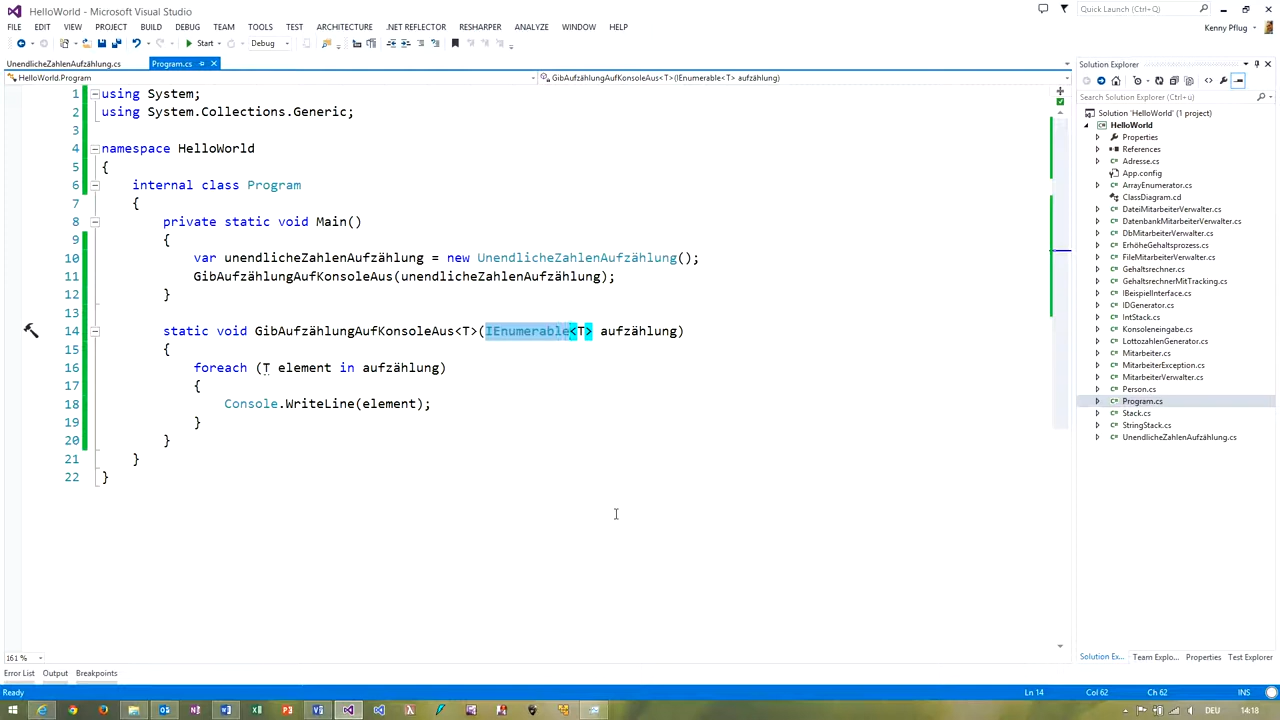 HelloWorld - Microsoft Visual Studio
Quick Launch (Ctrl+Q)
FILE EDIT VIEW PROJECT BUILD DEBUG TEAM TOOLS TEST ARCHITECTURE .NET REFLECTOR RESHARPER ANALYZE WINDOW HELP
Kenny Pflug
Start Debug
UnendlicheZahlenAufzählung.cs Program.cs
HelloWorld.Program
GibAufzählungAufKonsoleAus<T>(IEnumerable<T> aufzählung)
1 using System;
2 using System.Collections.Generic;
3
4 namespace HelloWorld
5 {
6 internal class Program
7 {
8 private static void Main()
9 {
10 var unendlicheZahlenAufzählung = new UnendlicheZahlenAufzählung();
11 GibAufzählungAufKonsoleAus(unendlicheZahlenAufzählung);
12 }
13
14 static void GibAufzählungAufKonsoleAus<T>(IEnumerable<T> aufzählung)
15 {
16 foreach (T element in aufzählung)
17 {
18 Console.WriteLine(element);
19 }
20 }
21 }
22 }
161 %
Solution Explorer
Search Solution Explorer (Ctrl+ü)
Solution 'HelloWorld' (1 project)
HelloWorld
Properties
References
Adresse.cs
App.config
ArrayEnumerator.cs
ClassDiagram.cd
DateiMitarbeiterVerwalter.cs
DatenbankMitarbeiterVerwalter.cs
DbMitarbeiterVerwalter.cs
ErhöheGehaltsprozess.cs
FileMitarbeiterVerwalter.cs
Gehaltsrechner.cs
GehaltsrechnerMitTracking.cs
IBeispielInterface.cs
IDGenerator.cs
IntStack.cs
Konsoleneingabe.cs
LottozahlenGenerator.cs
Mitarbeiter.cs
MitarbeiterException.cs
MitarbeiterVerwalter.cs
Person.cs
Program.cs
Stack.cs
StringStack.cs
UnendlicheZahlenAufzählung.cs
Solution Ex... Team Explo... Properties Test Explorer
Error List Output Breakpoints
Ready Ln 14 Col 62 Ch 62 INS
DEU 14:18